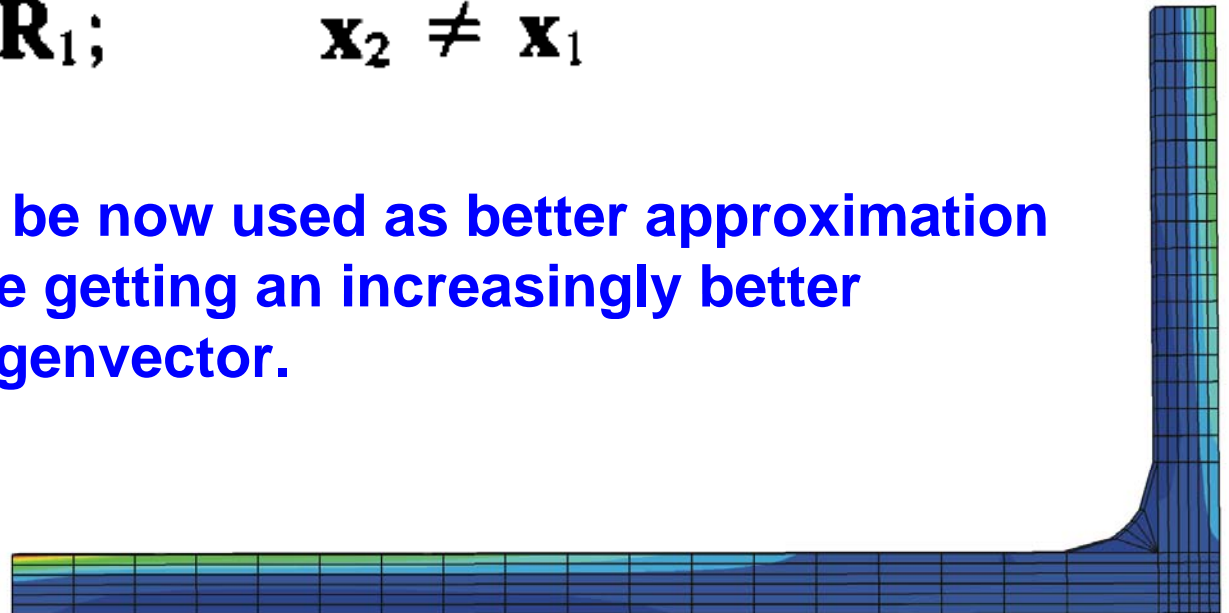 R₁; x₂ ≠ x₁
be now used as better approximation
e getting an increasingly better
genvector.